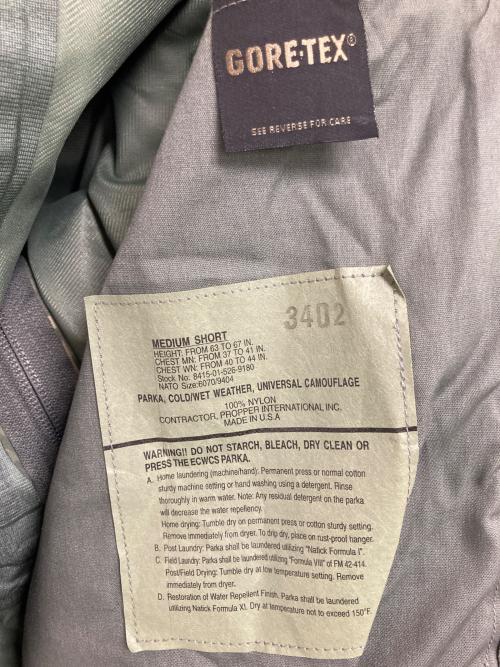 GORE-TEX®
SEE REVERSE FOR CARE
3402
MEDIUM SHORT
HEIGHT: FROM 63 TO 67 IN.
CHEST MN: FROM 37 TO 41 IN.
CHEST WN: FROM 40 TO 44 IN.
Stock No: 8415-01-526-9180
NATO Size:6070/9404
PARKA, COLD/WET WEATHER, UNIVERSAL CAMOUFLAGE
100% NYLON
CONTRACTOR, PROPPER INTERNATIONAL, INC.
MADE IN U.S.A
WARNING!! DO NOT STARCH, BLEACH, DRY CLEAN OR
PRESS THE ECWCS PARKA.
A. Home laundering (machine/hand): Permanent press or normal cotton
sturdy machine setting or hand washing using a detergent. Rinse
thoroughly in warm water. Note: Any residual detergent on the parka
will decrease the water repellency.
Home drying: Tumble dry on permanent press or cotton sturdy setting.
Remove immediately from dryer. To drip dry, place on rust-proof hanger.
B. Post Laundry: Parka shall be laundered utilizing "Natick Formula I".
C. Field Laundry: Parka shall be laundered utilizing "Formula VIII" of FM 42-414.
Post/Field Drying: Tumble dry at low temperature setting. Remove
immediately from dryer.
D. Restoration of Water Repellent Finish. Parka shall be laundered
utilizing Natick Formula XI. Dry at temperature not to exceed 150°F.